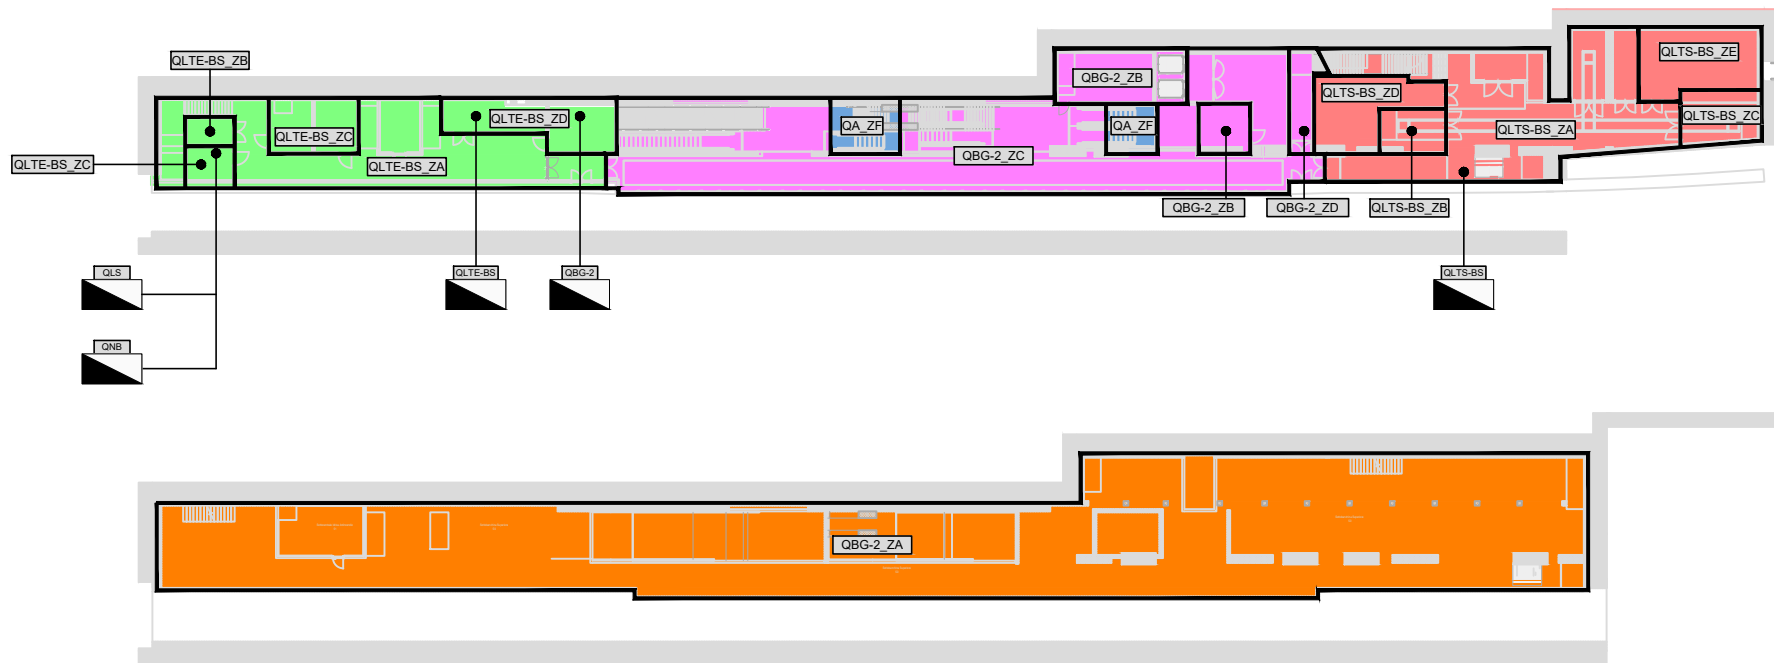 QLTE-BS_ZB
QLTS-BS_ZE
QBG-2_ZB
QLTS-BS_ZD
QLTE-BS_ZD
QLTS-BS_ZC
QA_ZF
QA_ZF
QLTS-BS_ZA
QLTE-BS_ZC
QBG-2_ZC
QLTE-BS_ZC
QLTE-BS_ZA
QBG-2_ZB
QBG-2_ZD
QLTS-BS_ZB
QLS
QLTE-BS
QBG-2
QLTS-BS
QNB
QBG-2_ZA